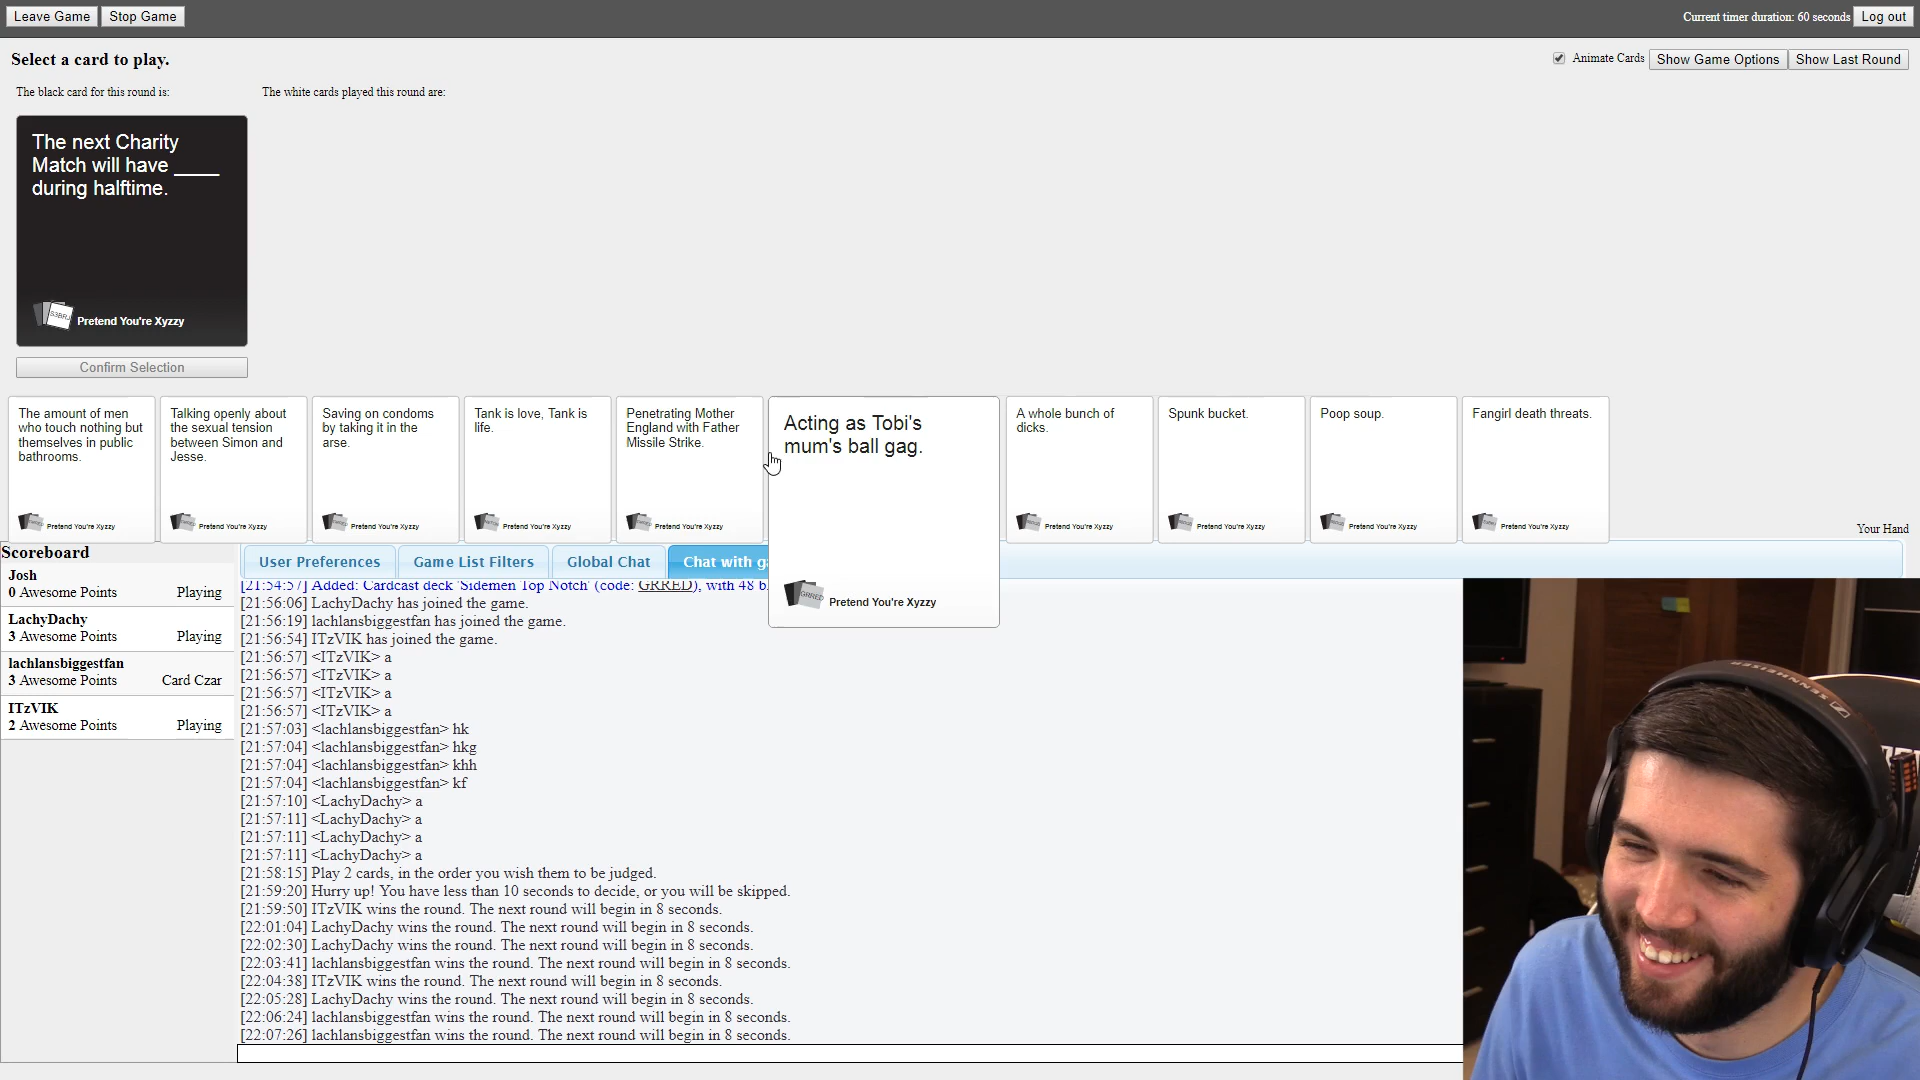 Leave Game
Stop Game
Current timer duration: 60 seconds
Log out
Select a card to play.
Animate Cards
Show Game Options
Show Last Round
The black card for this round is:
The white cards played this round are:
The next Charity
Match will have ____
during halftime.
S3BRJ
Pretend You're Xyzzy
Confirm Selection
The amount of men
who touch nothing but
themselves in public
bathrooms.
Pretend You're Xyzzy
Talking openly about
the sexual tension
between Simon and
Jesse.
Pretend You're Xyzzy
Saving on condoms
by taking it in the
arse.
Pretend You're Xyzzy
Tank is love, Tank is
life.
Pretend You're Xyzzy
Penetrating Mother
England with Father
Missile Strike.
Pretend You're Xyzzy
Acting as Tobi's
mum's ball gag.
GRRED
Pretend You're Xyzzy
A whole bunch of
dicks.
Pretend You're Xyzzy
Spunk bucket.
Pretend You're Xyzzy
Poop soup.
Pretend You're Xyzzy
Fangirl death threats.
Pretend You're Xyzzy
Your Hand
Scoreboard
Josh
0 Awesome Points Playing
LachyDachy
3 Awesome Points Playing
lachlansbiggestfan
3 Awesome Points Card Czar
ITzVIK
2 Awesome Points Playing
User Preferences
Game List Filters
Global Chat
Chat with ga
[21:54:57] Added: Cardcast deck 'Sidemen Top Notch' (code: GRRED), with 48 b
[21:56:06] LachyDachy has joined the game.
[21:56:19] lachlansbiggestfan has joined the game.
[21:56:54] ITzVIK has joined the game.
[21:56:57] <ITzVIK> a
[21:56:57] <ITzVIK> a
[21:56:57] <ITzVIK> a
[21:56:57] <ITzVIK> a
[21:57:03] <lachlansbiggestfan> hk
[21:57:04] <lachlansbiggestfan> hkg
[21:57:04] <lachlansbiggestfan> khh
[21:57:04] <lachlansbiggestfan> kf
[21:57:10] <LachyDachy> a
[21:57:11] <LachyDachy> a
[21:57:11] <LachyDachy> a
[21:57:11] <LachyDachy> a
[21:58:15] Play 2 cards, in the order you wish them to be judged.
[21:59:20] Hurry up! You have less than 10 seconds to decide, or you will be skipped.
[21:59:50] ITzVIK wins the round. The next round will begin in 8 seconds.
[22:01:04] LachyDachy wins the round. The next round will begin in 8 seconds.
[22:02:30] LachyDachy wins the round. The next round will begin in 8 seconds.
[22:03:41] lachlansbiggestfan wins the round. The next round will begin in 8 seconds.
[22:04:38] ITzVIK wins the round. The next round will begin in 8 seconds.
[22:05:28] LachyDachy wins the round. The next round will begin in 8 seconds.
[22:06:24] lachlansbiggestfan wins the round. The next round will begin in 8 seconds.
[22:07:26] lachlansbiggestfan wins the round. The next round will begin in 8 seconds.
SENNHEISER